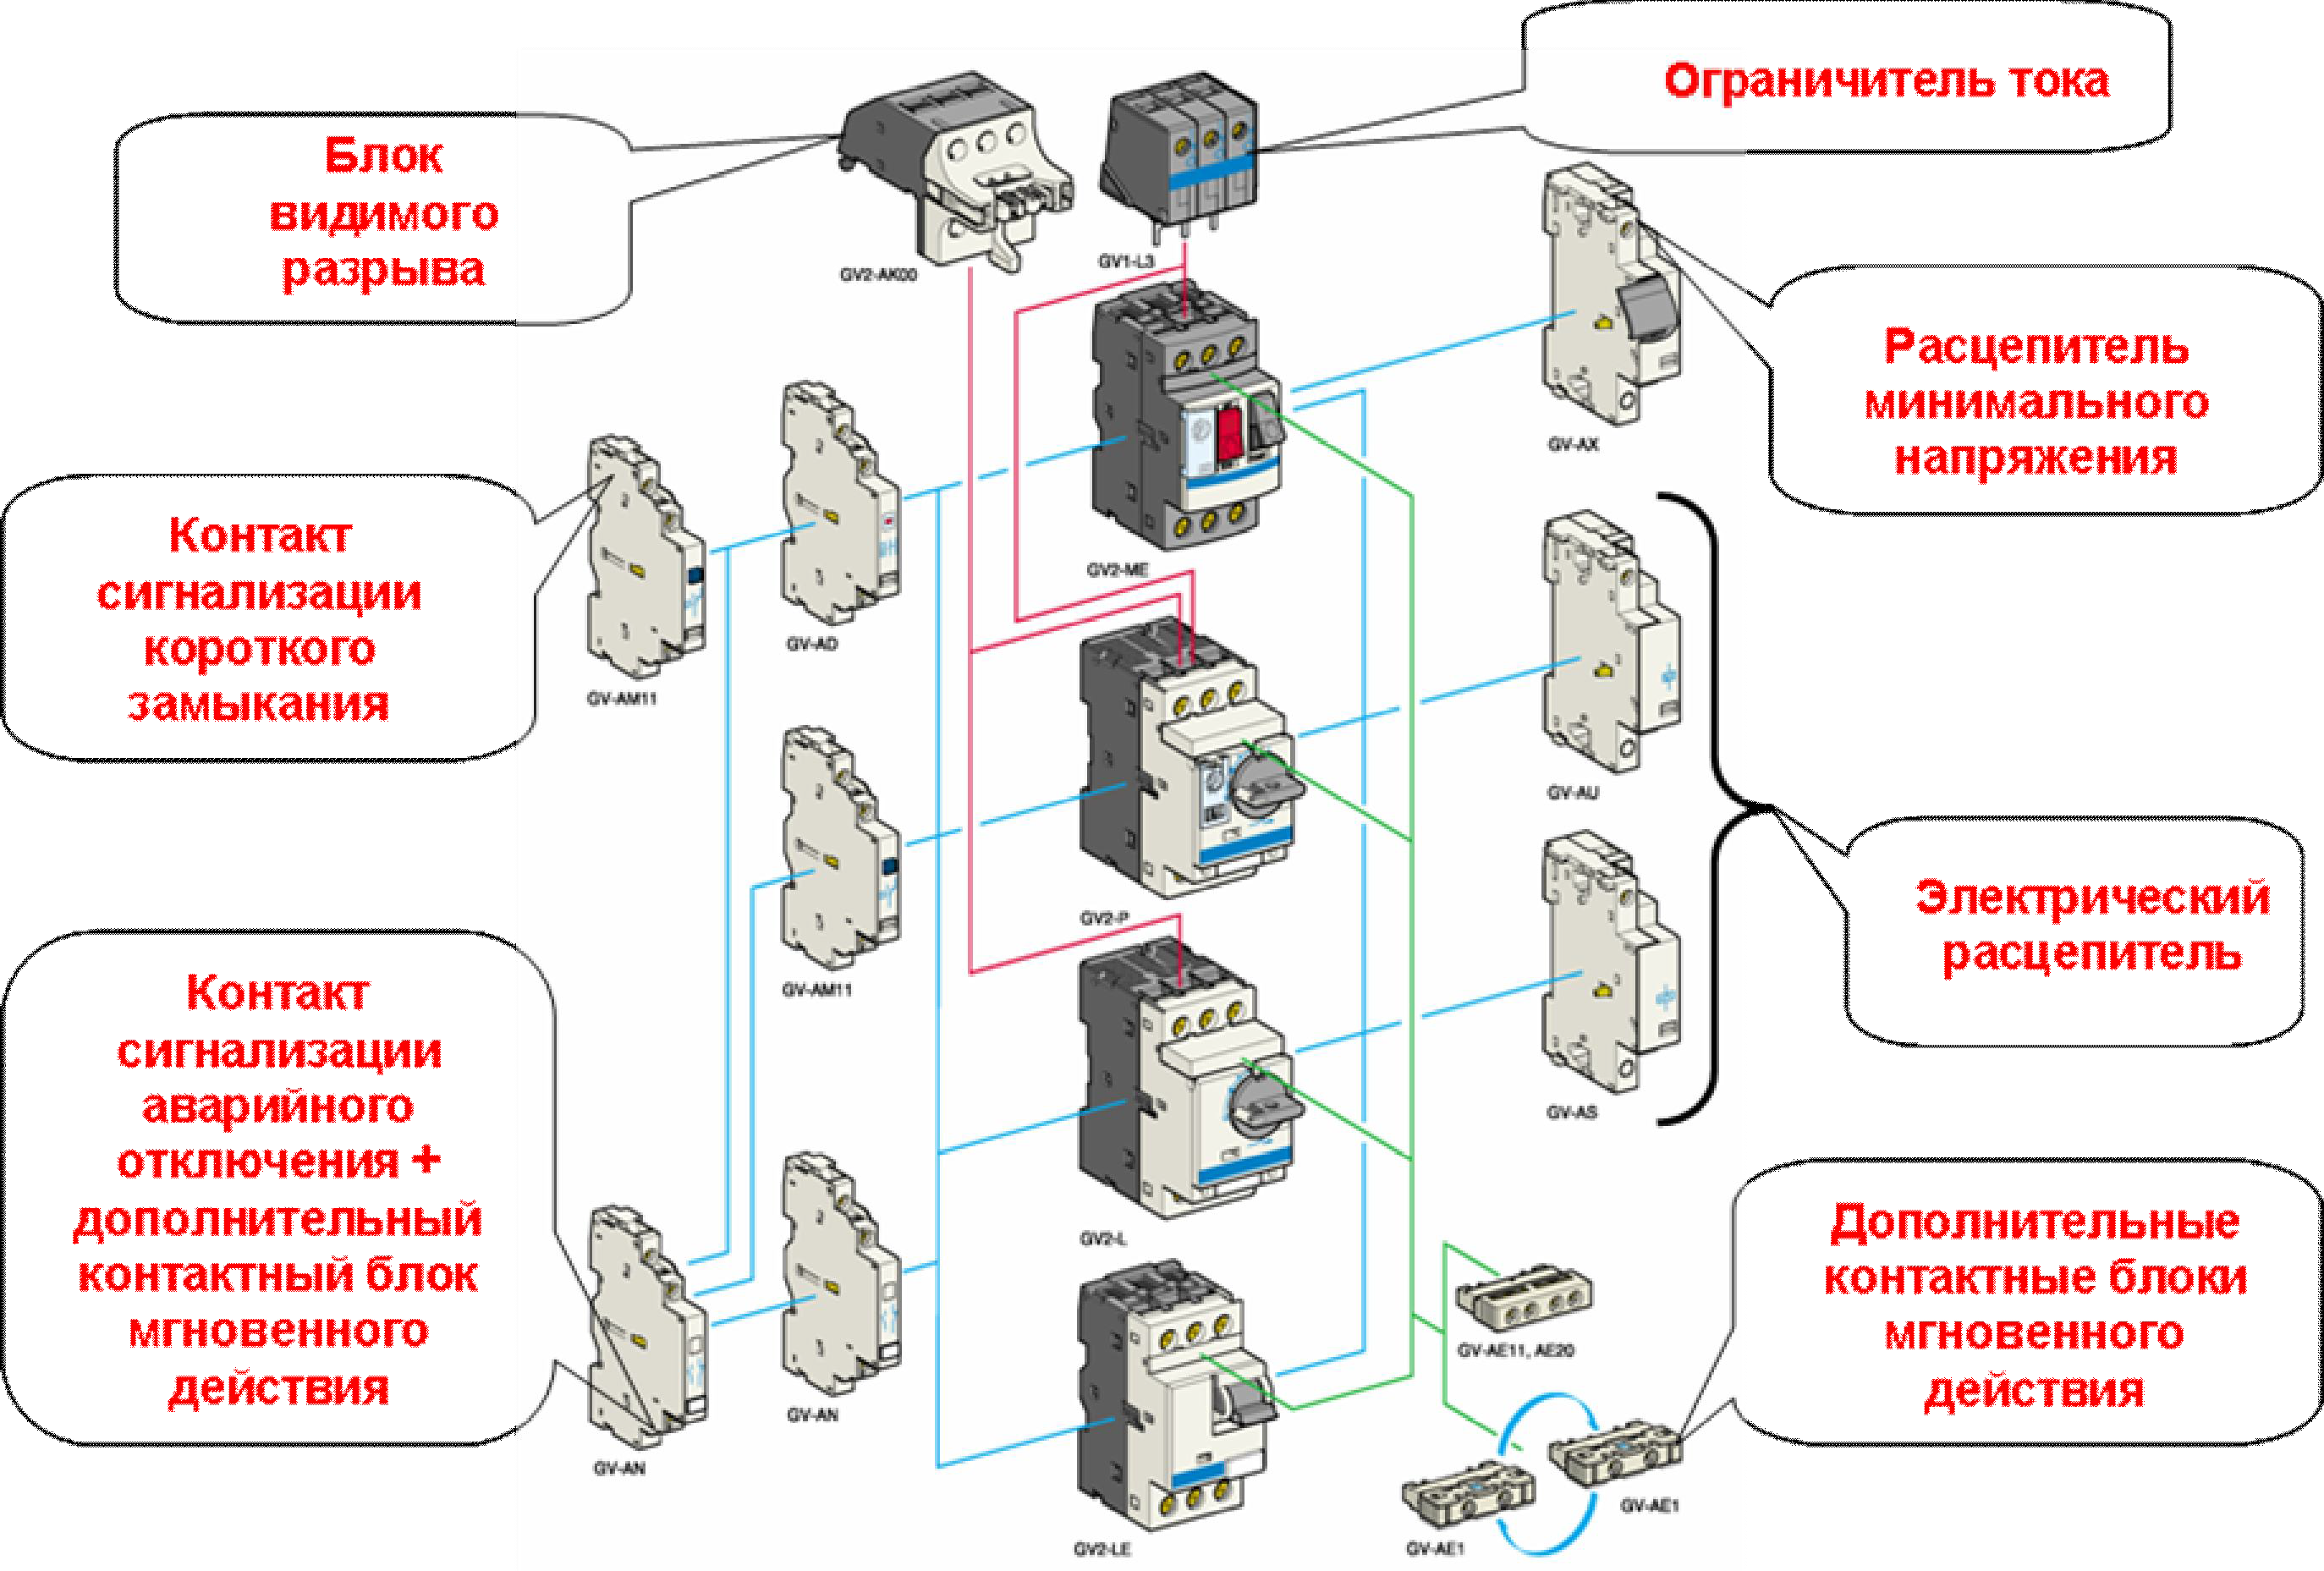 Ограничитель тока
Блок
видимого
разрыва
GV2-AK00
GV1-L3
Расцепитель
минимального
напряжения
GV-AX
Контакт
сигнализации
короткого
замыкания
GV-AM11
GV-AD
GV2-ME
GV-AU
Электрический
расцепитель
GV2-P
GV-AM11
GV-AS
Контакт
сигнализации
аварийного
отключения +
дополнительный
контактный блок
мгновенного
действия
GV2-L
Дополнительные
контактные блоки
мгновенного
действия
GV-AE11, AE20
GV-AN
GV-AN
GV-AE1
GV2-LE
GV-AE1